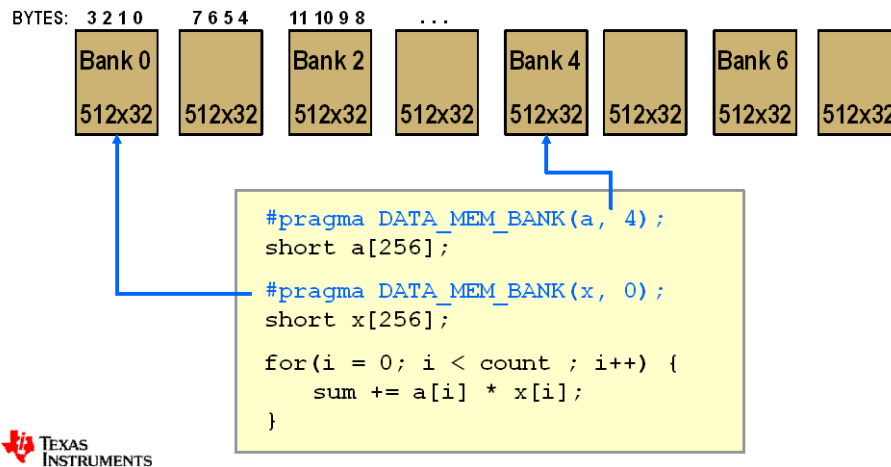 BYTES: 3 2 1 0 7 6 5 4 11 10 9 8 . . .
Bank 0 Bank 2 Bank 4 Bank 6
512x32 512x32 512x32 512x32 512x32 512x32 512x32 512x32
#pragma DATA_MEM_BANK(a, 4);
short a[256];
#pragma DATA_MEM_BANK(x, 0);
short x[256];
for(i = 0; i < count ; i++) {
sum += a[i] * x[i];
}
TEXAS
INSTRUMENTS